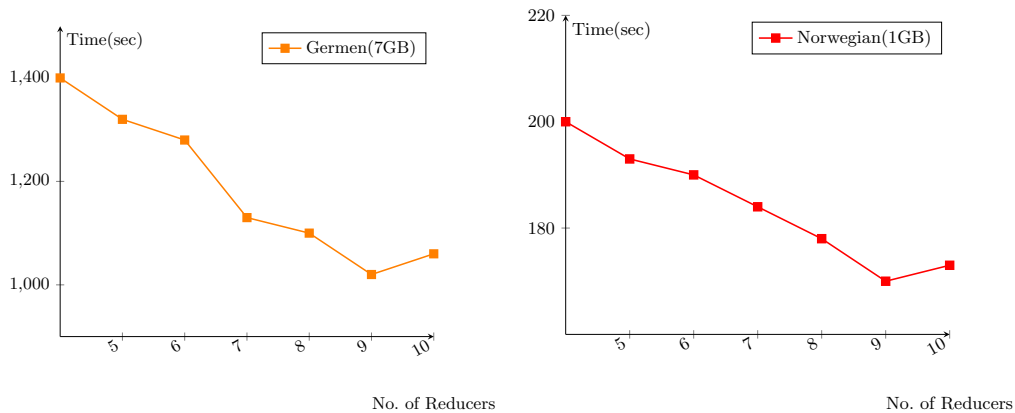 Time(sec)
Germen(7GB)
1,400
1,200
1,000
5 6 7 8 9 10
No. of Reducers
220
Time(sec)
Norwegian(1GB)
200
180
5 6 7 8 9 10
No. of Reducers